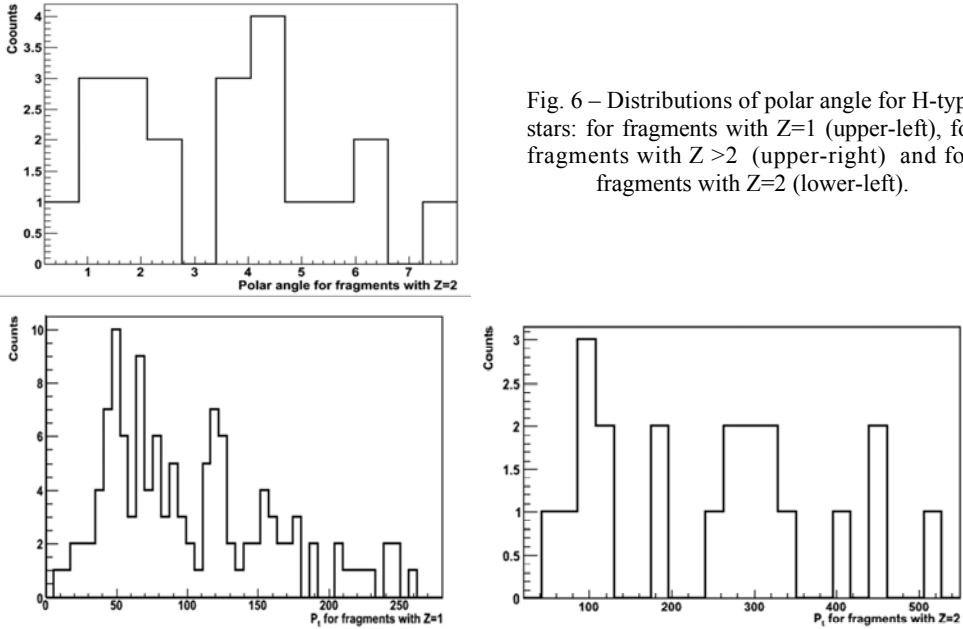 Coounts
4
3.5
3
2.5
2
1.5
1
0.5
0
1 2 3 4 5 6 7
Polar angle for fragments with Z=2
Fig. 6 – Distributions of polar angle for H-typ
stars: for fragments with Z=1 (upper-left), fo
fragments with Z >2 (upper-right) and fo
fragments with Z=2 (lower-left).
Counts
10
8
6
4
2
0
0 50 100 150 200 250
Pt for fragments with Z=1
Counts
3
2.5
2
1.5
1
0.5
0
100 200 300 400 500
Pt for fragments with Z=2